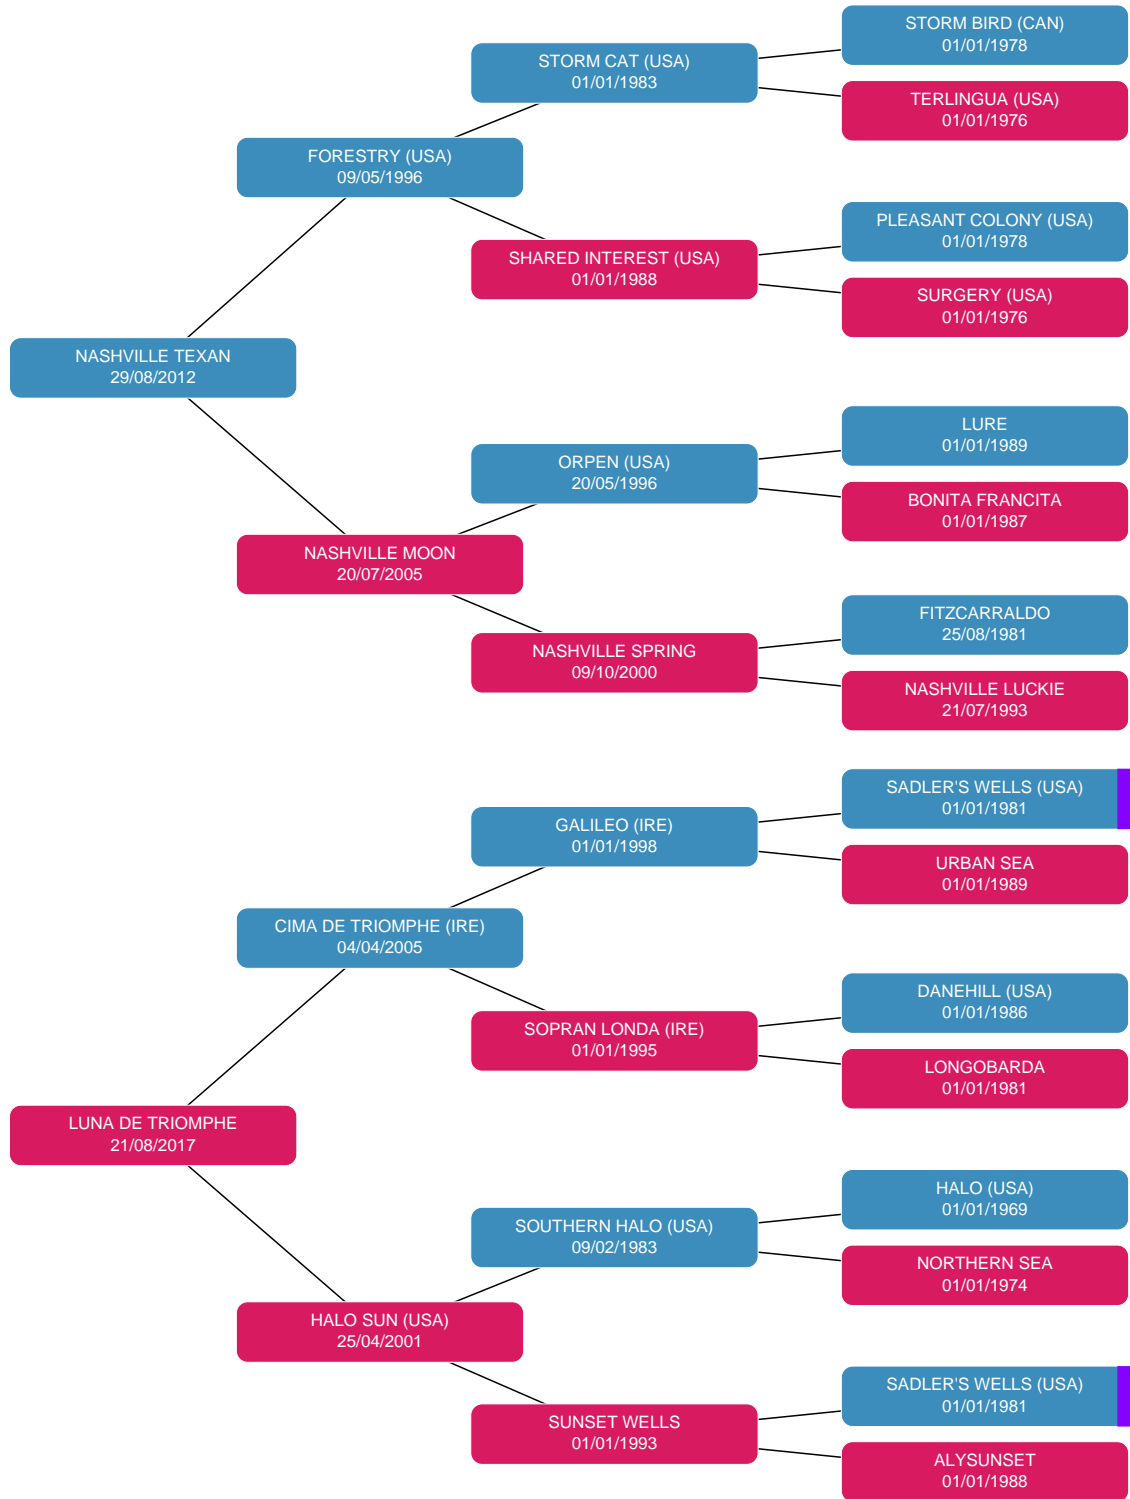 STORM BIRD (CAN)
01/01/1978
STORM CAT (USA)
01/01/1983
TERLINGUA (USA)
01/01/1976
FORESTRY (USA)
09/05/1996
PLEASANT COLONY (USA)
01/01/1978
SHARED INTEREST (USA)
01/01/1988
SURGERY (USA)
01/01/1976
NASHVILLE TEXAN
29/08/2012
LURE
01/01/1989
ORPEN (USA)
20/05/1996
BONITA FRANCITA
01/01/1987
NASHVILLE MOON
20/07/2005
FITZCARRALDO
25/08/1981
NASHVILLE SPRING
09/10/2000
NASHVILLE LUCKIE
21/07/1993
SADLER'S WELLS (USA)
01/01/1981
GALILEO (IRE)
01/01/1998
URBAN SEA
01/01/1989
CIMA DE TRIOMPHE (IRE)
04/04/2005
DANEHILL (USA)
01/01/1986
SOPRAN LONDA (IRE)
01/01/1995
LONGOBARDA
01/01/1981
LUNA DE TRIOMPHE
21/08/2017
HALO (USA)
01/01/1969
SOUTHERN HALO (USA)
09/02/1983
NORTHERN SEA
01/01/1974
HALO SUN (USA)
25/04/2001
SADLER'S WELLS (USA)
01/01/1981
SUNSET WELLS
01/01/1993
ALYSUNSET
01/01/1988